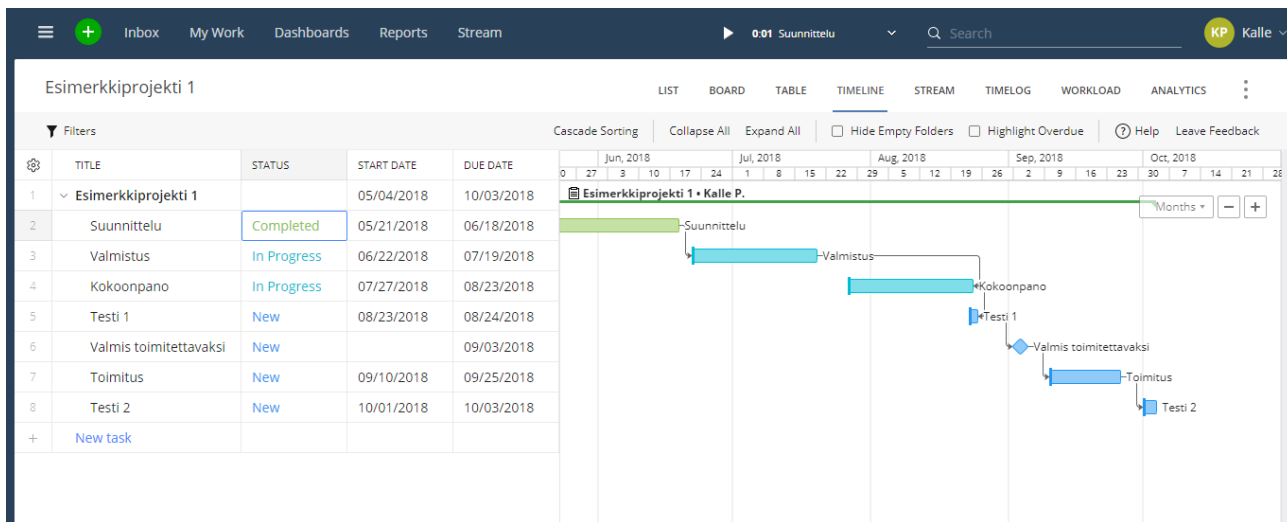 Inbox My Work Dashboards Reports Stream 0:01 Suunnittelu Search KP Kalle
Esimerkkiprojekti 1 LIST BOARD TABLE TIMELINE STREAM TIMELOG WORKLOAD ANALYTICS
Filters Cascade Sorting Collapse All Expand All Hide Empty Folders Highlight Overdue ? Help Leave Feedback
TITLE STATUS START DATE DUE DATE Jun, 2018 Jul, 2018 Aug, 2018 Sep, 2018 Oct, 2018
0 27 3 10 17 24 1 8 15 22 29 5 12 19 26 2 9 16 23 30 7 14 21 28
1 Esimerkkiprojekti 1 05/04/2018 10/03/2018 Esimerkkiprojekti 1 • Kalle P.
Months − +
2 Suunnittelu Completed 05/21/2018 06/18/2018 Suunnittelu
3 Valmistus In Progress 06/22/2018 07/19/2018 Valmistus
4 Kokoonpano In Progress 07/27/2018 08/23/2018 Kokoonpano
5 Testi 1 New 08/23/2018 08/24/2018 Testi 1
6 Valmis toimitettavaksi New 09/03/2018 Valmis toimitettavaksi
7 Toimitus New 09/10/2018 09/25/2018 Toimitus
8 Testi 2 New 10/01/2018 10/03/2018 Testi 2
+ New task